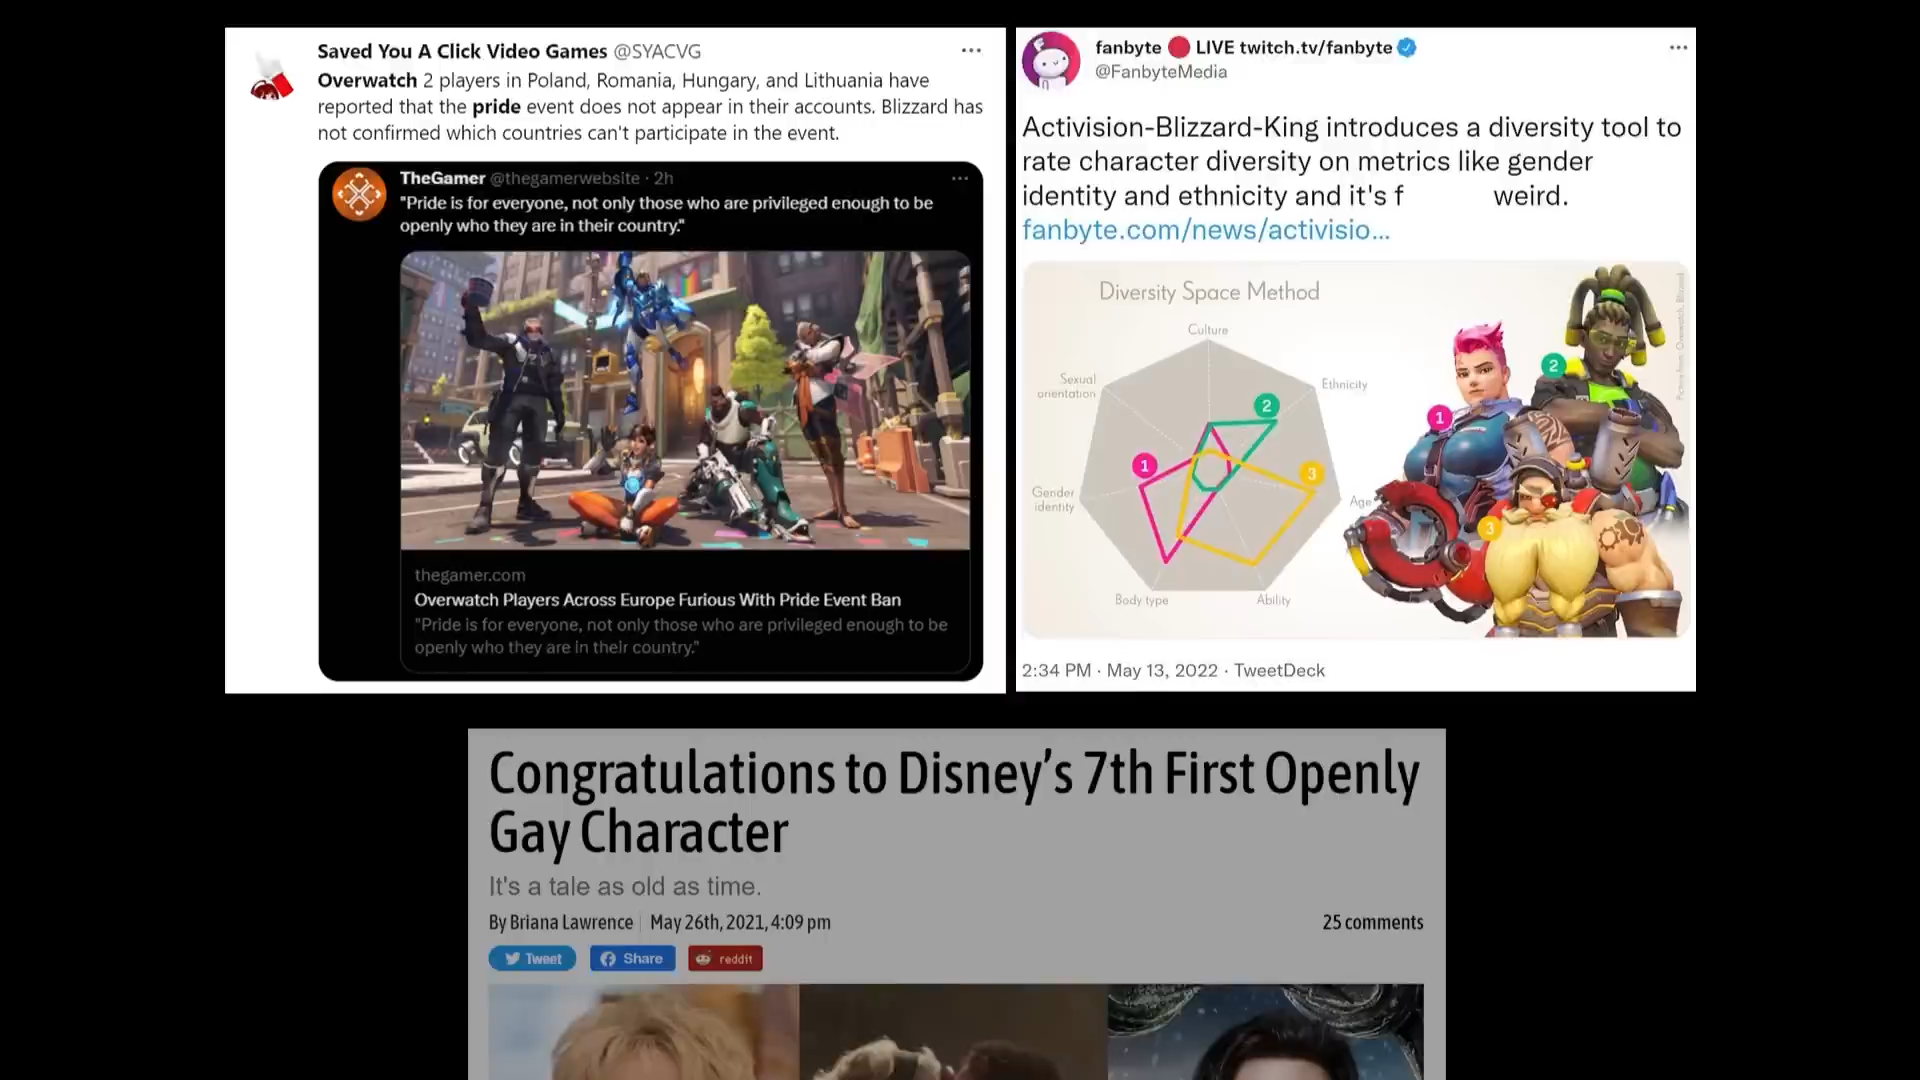 Saved You A Click Video Games @SYACVG
Overwatch 2 players in Poland, Romania, Hungary, and Lithuania have
reported that the pride event does not appear in their accounts. Blizzard has
not confirmed which countries can't participate in the event.
TheGamer @thegamerwebsite · 2h
"Pride is for everyone, not only those who are privileged enough to be
openly who they are in their country."
thegamer.com
Overwatch Players Across Europe Furious With Pride Event Ban
"Pride is for everyone, not only those who are privileged enough to be
openly who they are in their country."
fanbyte 🔴 LIVE twitch.tv/fanbyte
@FanbyteMedia
Activision-Blizzard-King introduces a diversity tool to
rate character diversity on metrics like gender
identity and ethnicity and it's f weird.
fanbyte.com/news/activisio...
Diversity Space Method
Culture
Sexual
orientation
Ethnicity
2
1
3
Gender
identity
Age
Body type
Ability
2
1
3
Picture from: Overwatch, Blizzard
2:34 PM · May 13, 2022 · TweetDeck
Congratulations to Disney's 7th First Openly
Gay Character
It's a tale as old as time.
By Briana Lawrence | May 26th, 2021, 4:09 pm
25 comments
Tweet
Share
reddit